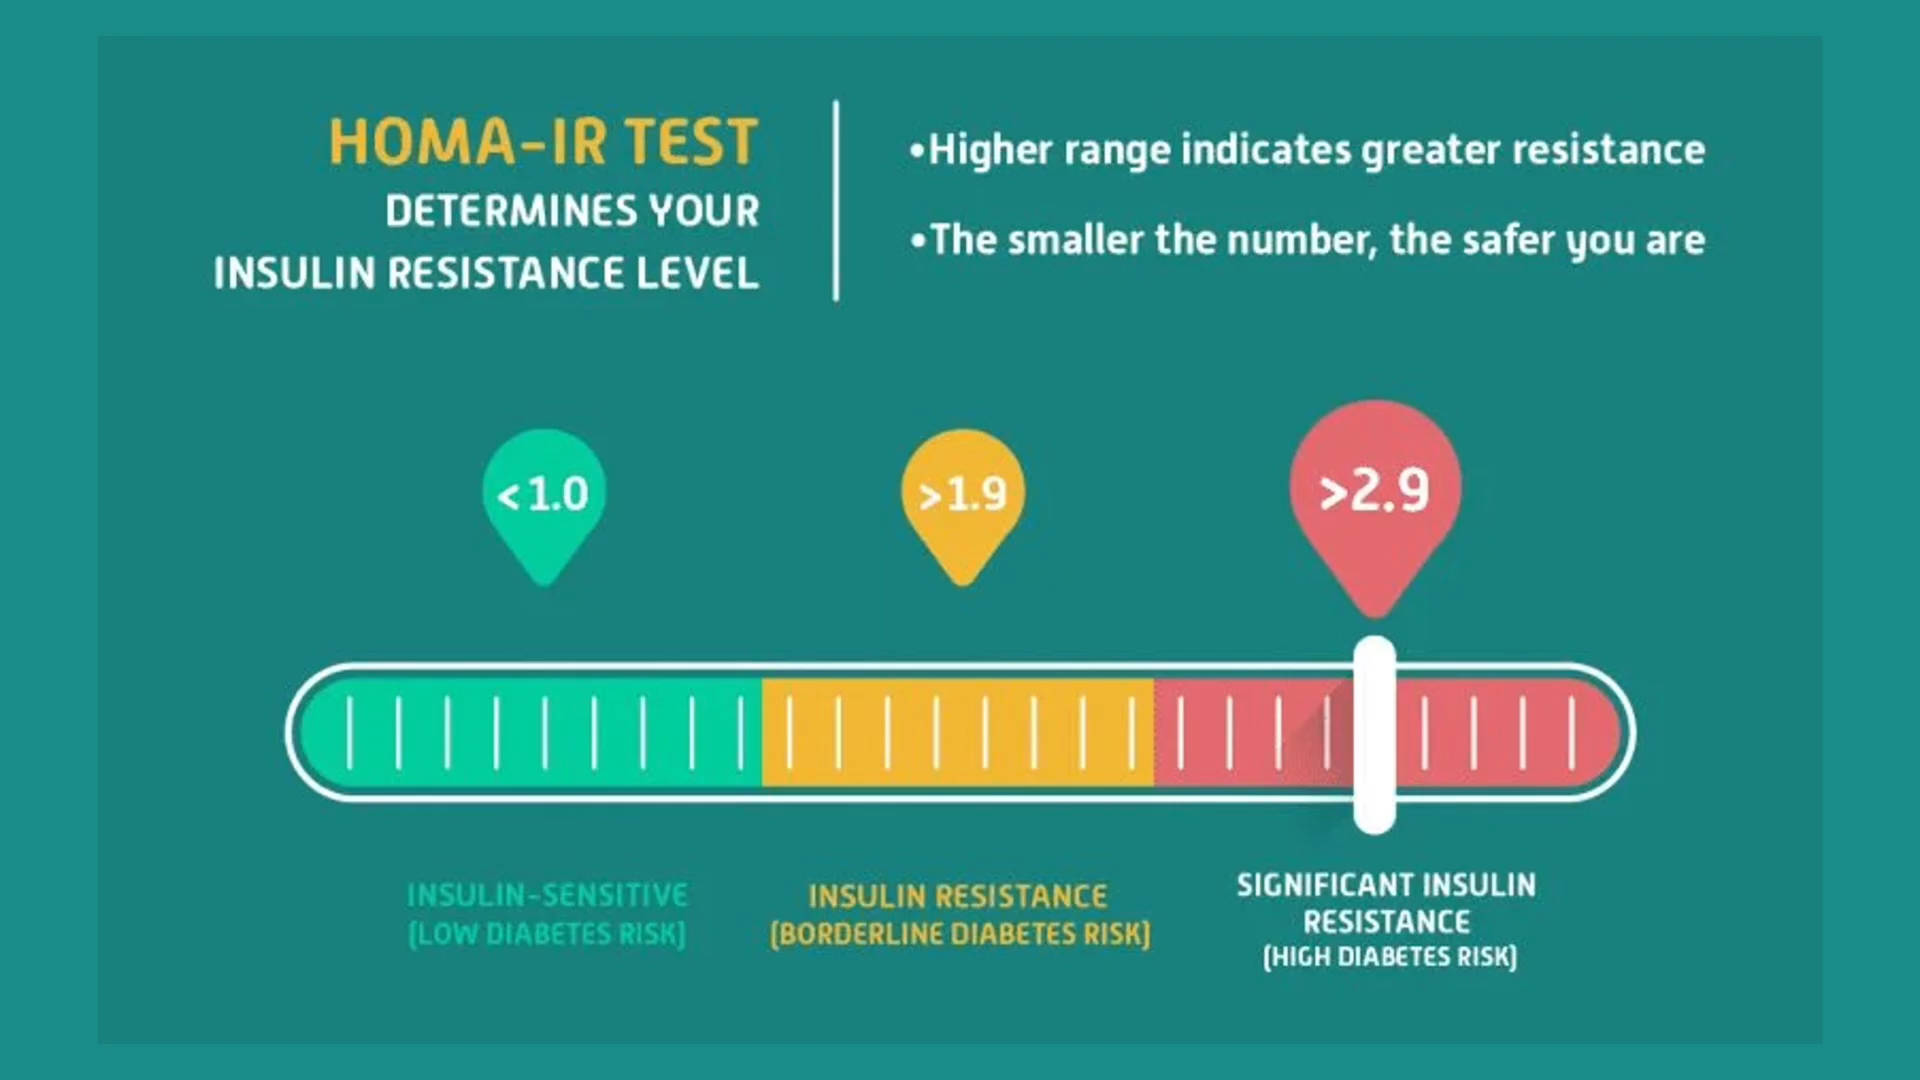 HOMA-IR TEST
DETERMINES YOUR
INSULIN RESISTANCE LEVEL
•Higher range indicates greater resistance
•The smaller the number, the safer you are
<1.0
>1.9
>2.9
INSULIN-SENSITIVE
(LOW DIABETES RISK)
INSULIN RESISTANCE
(BORDERLINE DIABETES RISK)
SIGNIFICANT INSULIN
RESISTANCE
(HIGH DIABETES RISK)